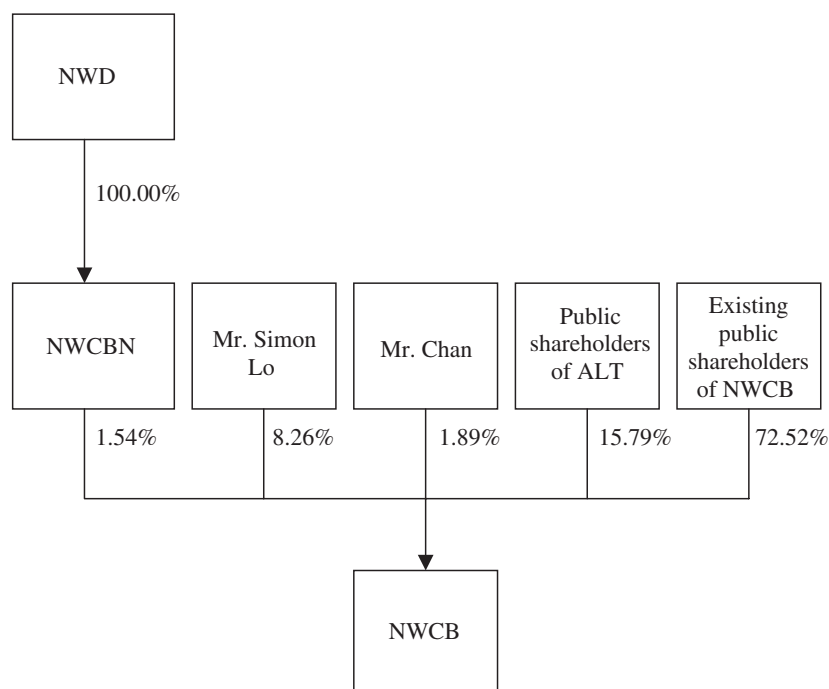 NWD
100.00%
NWCBN
Mr. Simon
Lo
Mr. Chan
Public
shareholders
of ALT
Existing
public
shareholders
of NWCB
1.54%
8.26%
1.89%
15.79%
72.52%
NWCB